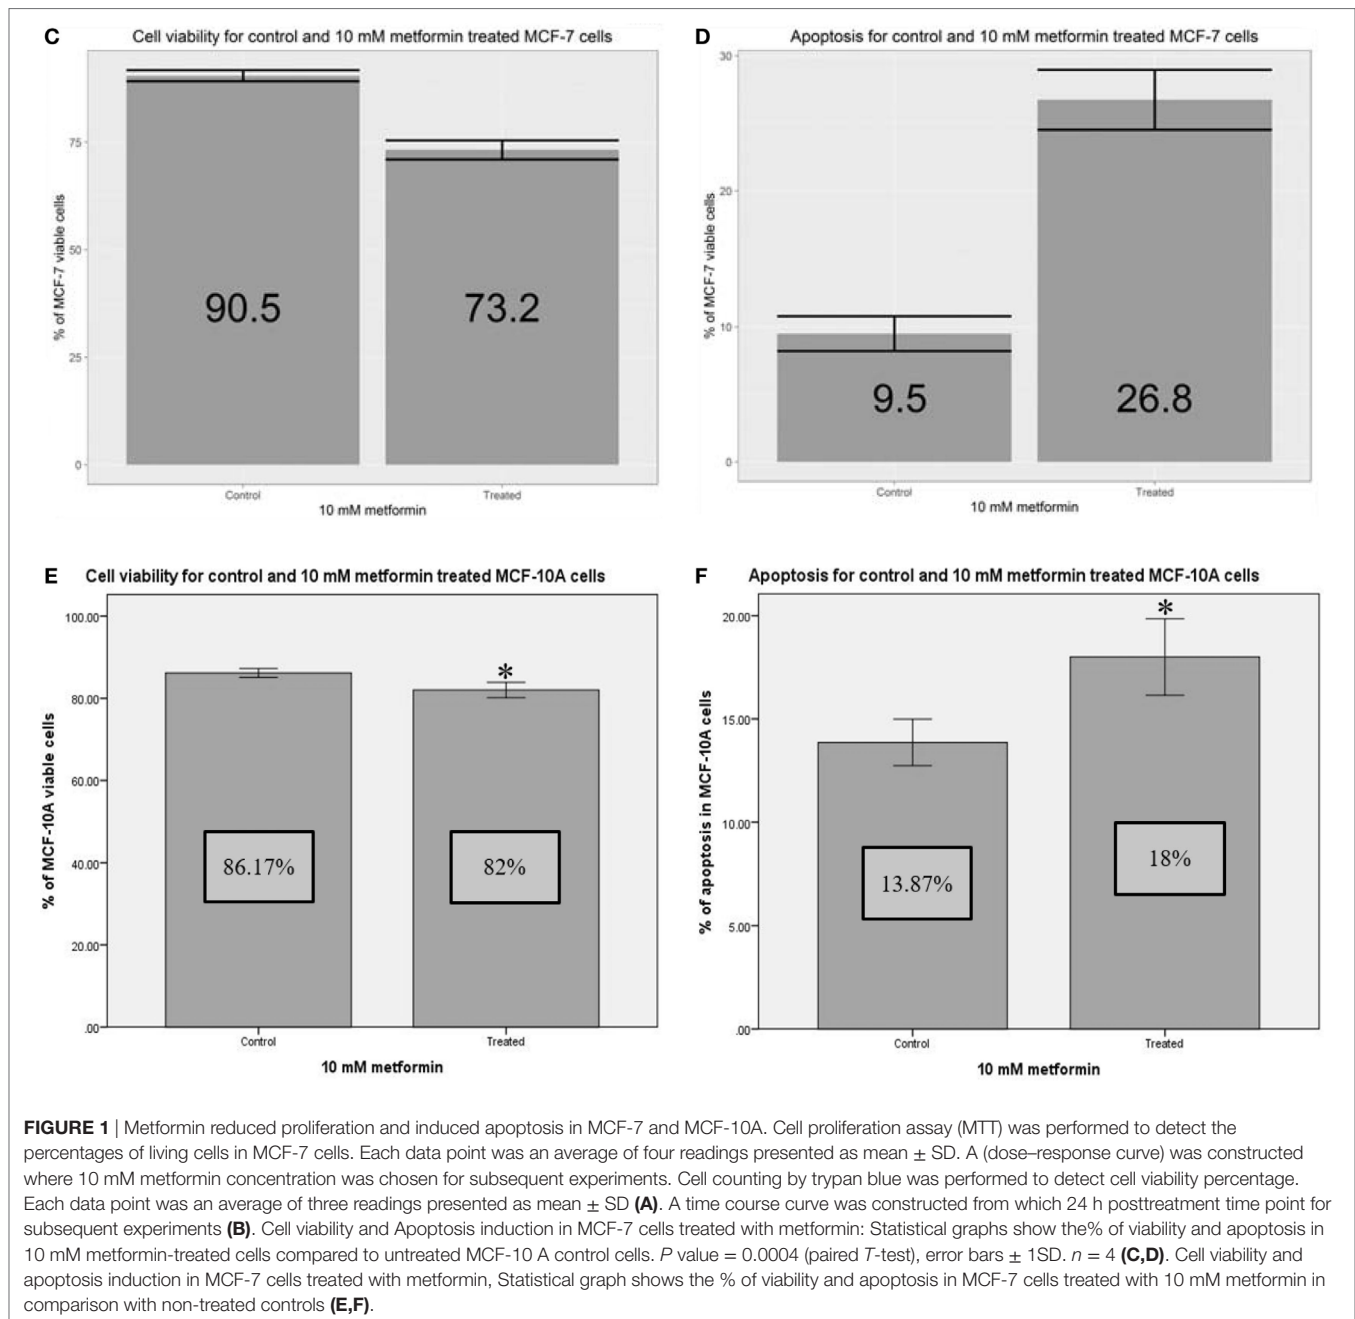 C
Cell viability for control and 10 mM metformin treated MCF-7 cells
% of MCF-7 viable cells
75
50
25
0
90.5
73.2
Control
Treated
10 mM metformin
D
Apoptosis for control and 10 mM metformin treated MCF-7 cells
% of MCF-7 viable cells
30
20
10
0
9.5
26.8
Control
Treated
10 mM metformin
E
Cell viability for control and 10 mM metformin treated MCF-10A cells
% of MCF-10A viable cells
100.00
80.00
60.00
40.00
20.00
.00
*
86.17%
82%
Control
Treated
10 mM metformin
F
Apoptosis for control and 10 mM metformin treated MCF-10A cells
% of apoptosis in MCF-10A cells
20.00
15.00
10.00
5.00
.00
*
13.87%
18%
Control
Treated
10 mM metformin
FIGURE 1 | Metformin reduced proliferation and induced apoptosis in MCF-7 and MCF-10A. Cell proliferation assay (MTT) was performed to detect the
percentages of living cells in MCF-7 cells. Each data point was an average of four readings presented as mean ± SD. A (dose–response curve) was constructed
where 10 mM metformin concentration was chosen for subsequent experiments. Cell counting by trypan blue was performed to detect cell viability percentage.
Each data point was an average of three readings presented as mean ± SD (A). A time course curve was constructed from which 24 h posttreatment time point for
subsequent experiments (B). Cell viability and Apoptosis induction in MCF-7 cells treated with metformin: Statistical graphs show the% of viability and apoptosis in
10 mM metformin-treated cells compared to untreated MCF-10 A control cells. P value = 0.0004 (paired T-test), error bars ± 1SD. n = 4 (C,D). Cell viability and
apoptosis induction in MCF-7 cells treated with metformin, Statistical graph shows the % of viability and apoptosis in MCF-7 cells treated with 10 mM metformin in
comparison with non-treated controls (E,F).